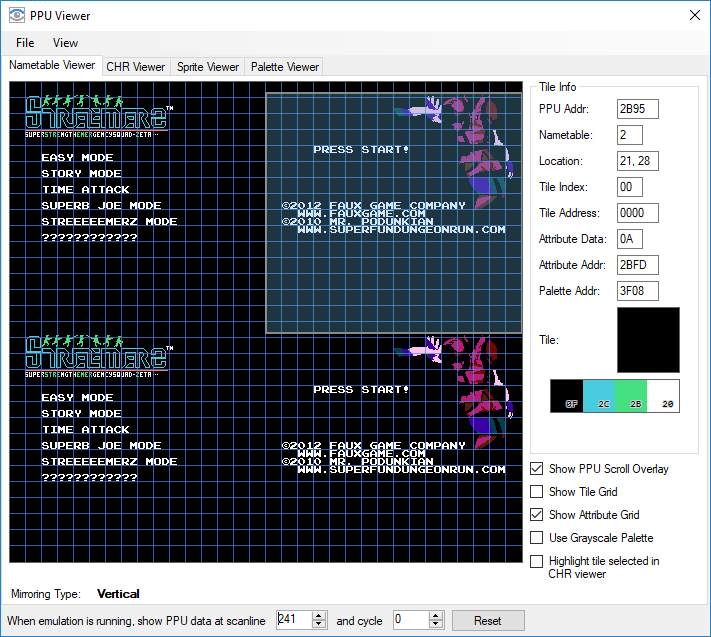 PPU Viewer
File View
Nametable Viewer CHR Viewer Sprite Viewer Palette Viewer
STREEMERZ™
SUPERSTRENGTHEMERGENCYSQUAD-ZETA
EASY MODE
STORY MODE
TIME ATTACK
SUPERB JOE MODE
STREEEEEMERZ MODE
????????????
PRESS START!
©2012 FAUX GAME COMPANY
WWW.FAUXGAME.COM
©2010 MR. PODUNKIAN
WWW.SUPERFUNDUNGEONRUN.COM
STREEMERZ™
SUPERSTRENGTHEMERGENCYSQUAD-ZETA
EASY MODE
STORY MODE
TIME ATTACK
SUPERB JOE MODE
STREEEEEMERZ MODE
????????????
PRESS START!
©2012 FAUX GAME COMPANY
WWW.FAUXGAME.COM
©2010 MR. PODUNKIAN
WWW.SUPERFUNDUNGEONRUN.COM
Tile Info
PPU Addr: 2B95
Nametable: 2
Location: 21, 28
Tile Index: 00
Tile Address: 0000
Attribute Data: 0A
Attribute Addr: 2BFD
Palette Addr: 3F08
Tile:
0F 2C 2B 20
Show PPU Scroll Overlay
Show Tile Grid
Show Attribute Grid
Use Grayscale Palette
Highlight tile selected in
CHR viewer
Mirroring Type: Vertical
When emulation is running, show PPU data at scanline 241 and cycle 0 Reset